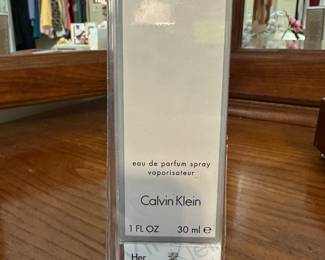 eau de parfum spray
vaporisateur
Calvin Klein
1 FL OZ 30 ml e
Her